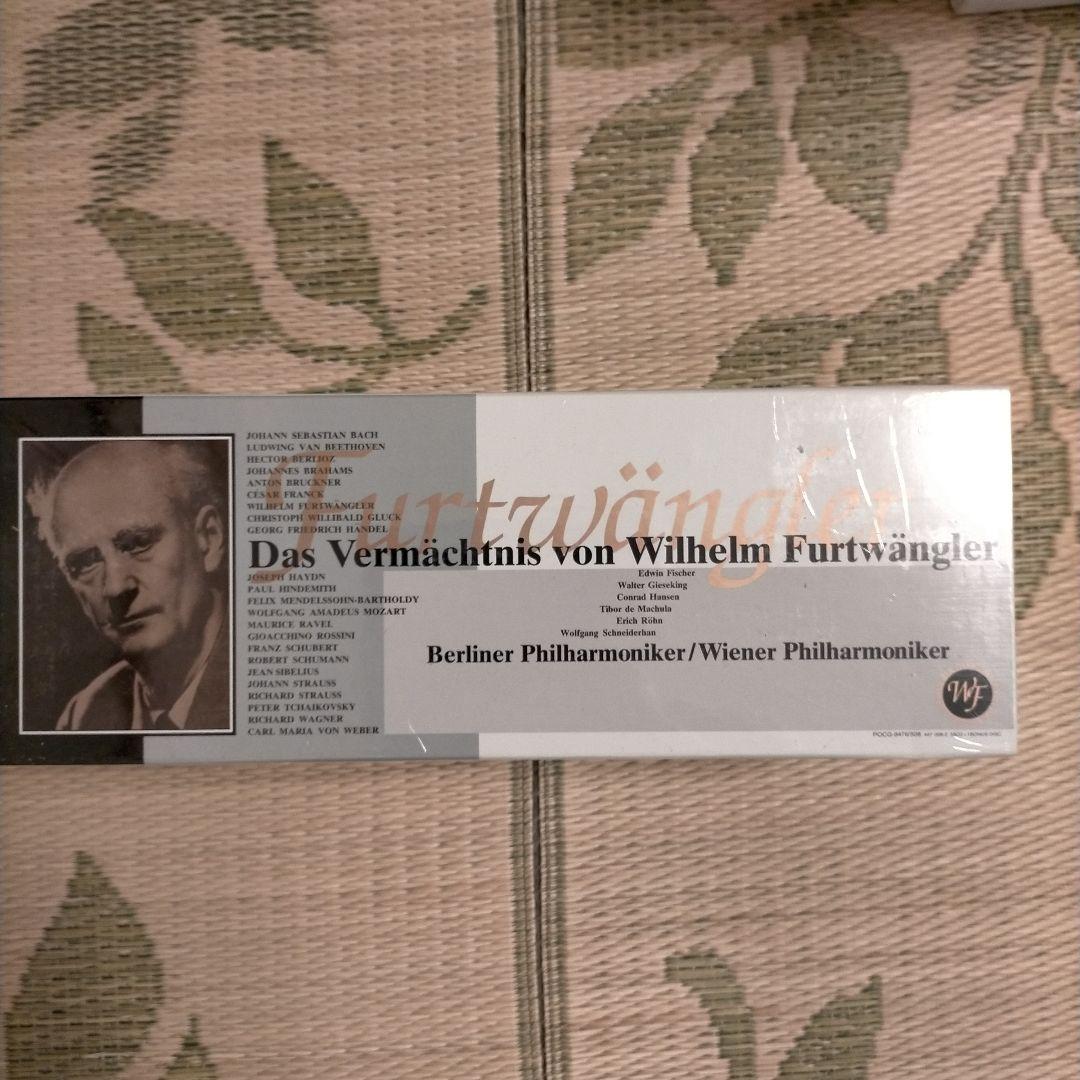 JOHANN SEBASTIAN BACH
LUDWING VAN BEETHOVEN
HECTOR BERLIOZ
JOHANNES BRAHAMS
ANTON BRUCKNER
CÉSAR FRANCK
WILHELM FURTWÄNGLER
CHRISTOPH WILLIBALD GLUCK
GEORG FRIEDRICH HANDEL
Furtwängler
Das Vermächtnis von Wilhelm Furtwängler
JOSEPH HAYDN
PAUL HINDEMITH
FELIX MENDELSSOHN-BARTHOLDY
WOLFGANG AMADEUS MOZART
MAURICE RAVEL
GIOACCHINO ROSSINI
FRANZ SCHUBERT
ROBERT SCHUMANN
JEAN SIBELIUS
JOHANN STRAUSS
RICHARD STRAUSS
PETER TCHAIKOVSKY
RICHARD WAGNER
CARL MARIA VON WEBER
Edwin Fischer
Walter Gieseking
Conrad Hansen
Tibor de Machula
Erich Röhn
Wolfgang Schneiderhan
Berliner Philharmoniker/Wiener Philharmoniker
WF